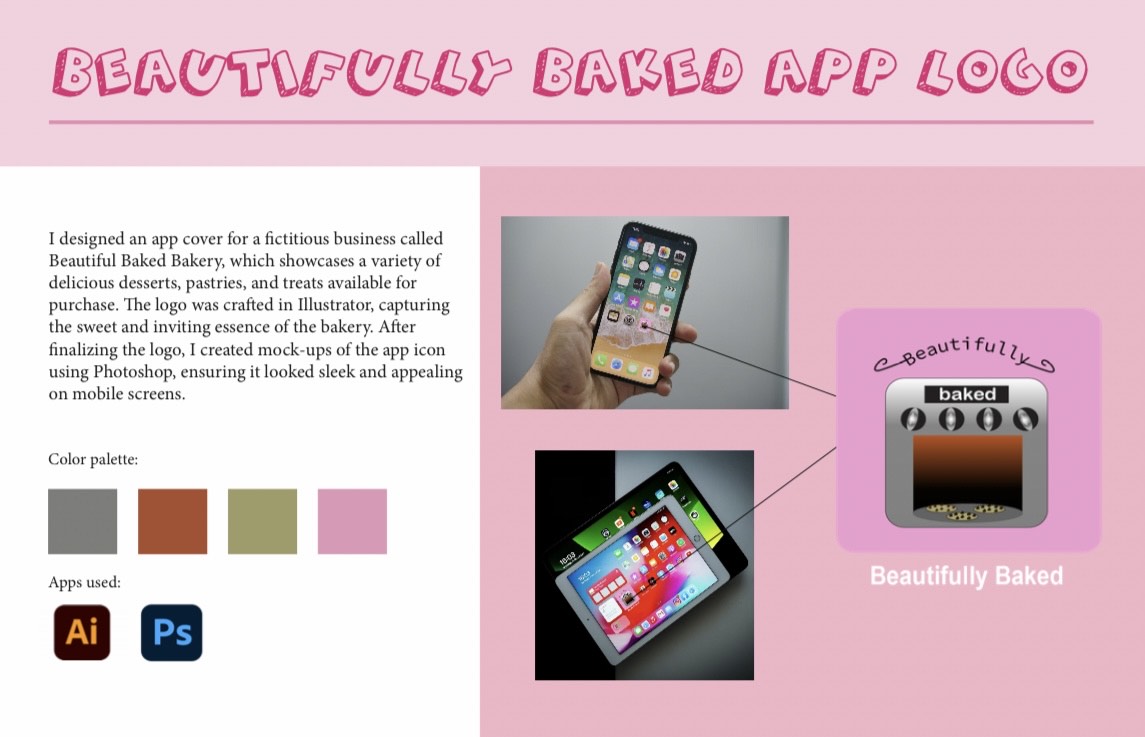 BEAUTIFULLY BAKED APP LOGO
I designed an app cover for a fictitious business called
Beautiful Baked Bakery, which showcases a variety of
delicious desserts, pastries, and treats available for
purchase. The logo was crafted in Illustrator, capturing
the sweet and inviting essence of the bakery. After
finalizing the logo, I created mock-ups of the app icon
using Photoshop, ensuring it looked sleek and appealing
on mobile screens.
Color palette:
Apps used:
Ai
Ps
10:02
Beautifully
baked
Beautifully Baked